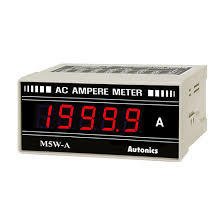 AC AMPERE METER
1999.9 A
M5W-A Autonics